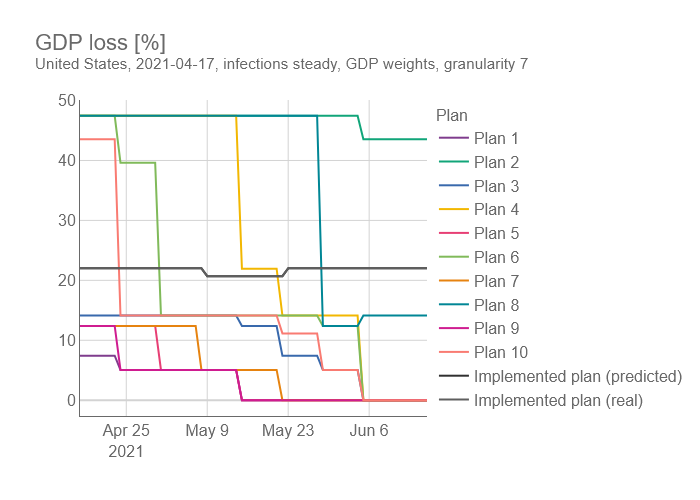 GDP loss [%]
United States, 2021-04-17, infections steady, GDP weights, granularity 7
50
40
30
20
10
0
Apr 25
2021
May 9
May 23
Jun 6
Plan
Plan 1
Plan 2
Plan 3
Plan 4
Plan 5
Plan 6
Plan 7
Plan 8
Plan 9
Plan 10
Implemented plan (predicted)
Implemented plan (real)